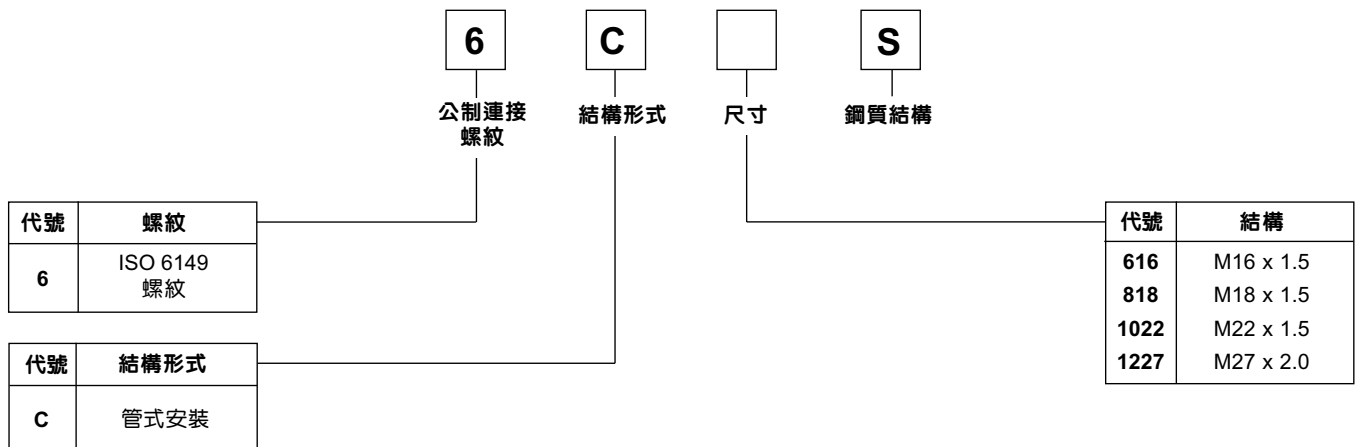 6 C S
公制連接
螺紋
結構形式
尺寸
鋼質結構
代號 螺紋
6 ISO 6149
螺紋
代號 結構形式
C 管式安裝
代號 結構
616 M16 x 1.5
818 M18 x 1.5
1022 M22 x 1.5
1227 M27 x 2.0